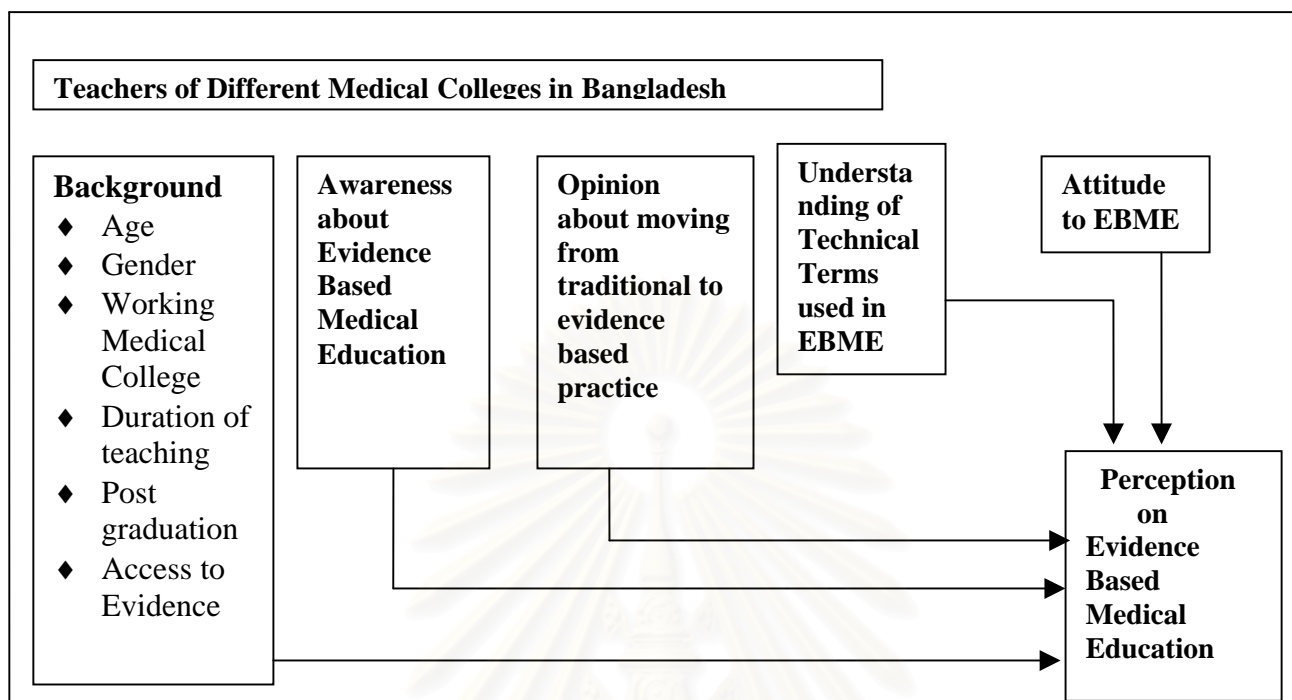 Teachers of Different Medical Colleges in Bangladesh
Background
♦ Age
♦ Gender
♦ Working
Medical
College
♦ Duration of
teaching
♦ Post
graduation
♦ Access to
Evidence
Awareness
about
Evidence
Based
Medical
Education
Opinion
about moving
from
traditional to
evidence
based
practice
Understa
nding of
Technical
Terms
used in
EBME
Attitude
to EBME
Perception
on
Evidence
Based
Medical
Education